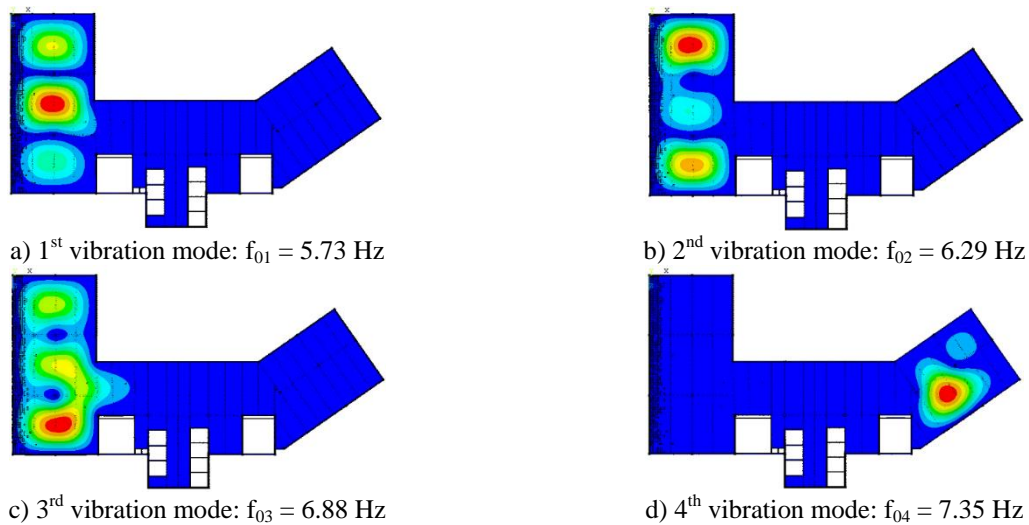 a) 1st vibration mode: f01 = 5.73 Hz
b) 2nd vibration mode: f02 = 6.29 Hz
c) 3rd vibration mode: f03 = 6.88 Hz
d) 4th vibration mode: f04 = 7.35 Hz